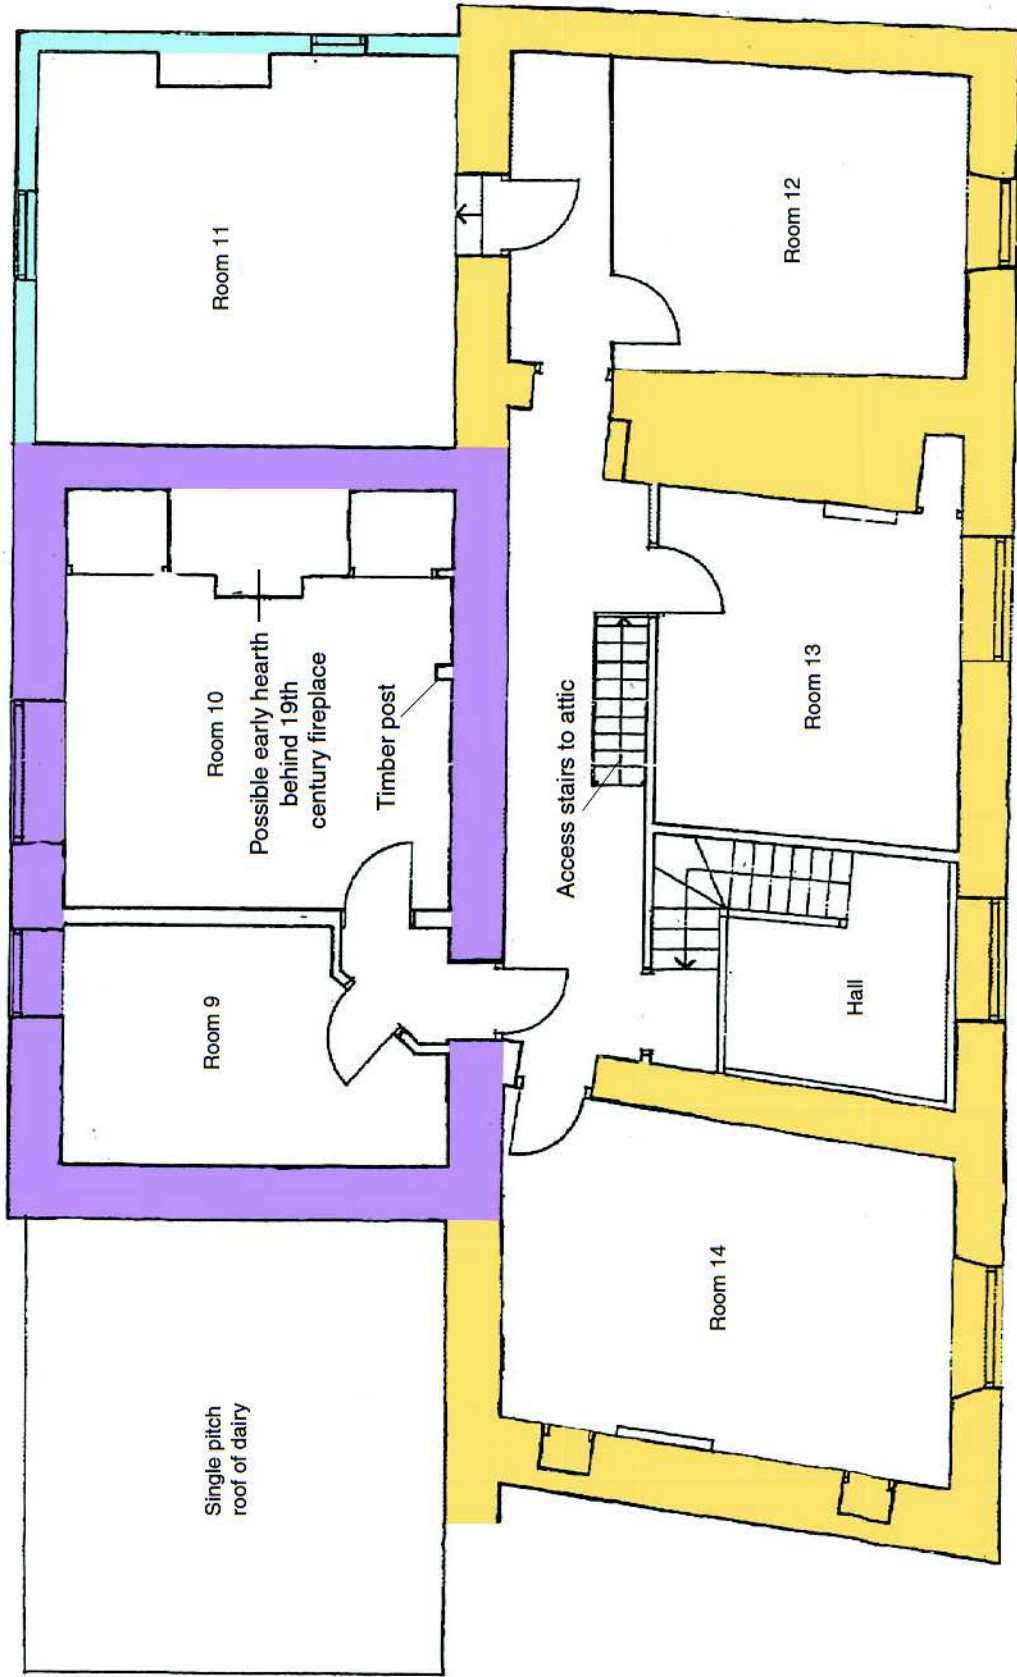 Room 11
Room 12
Room 10
Possible early hearth
behind 19th
century fireplace
Timber post
Room 13
Access stairs to attic
Room 9
Hall
Room 14
Single pitch
roof of dairy